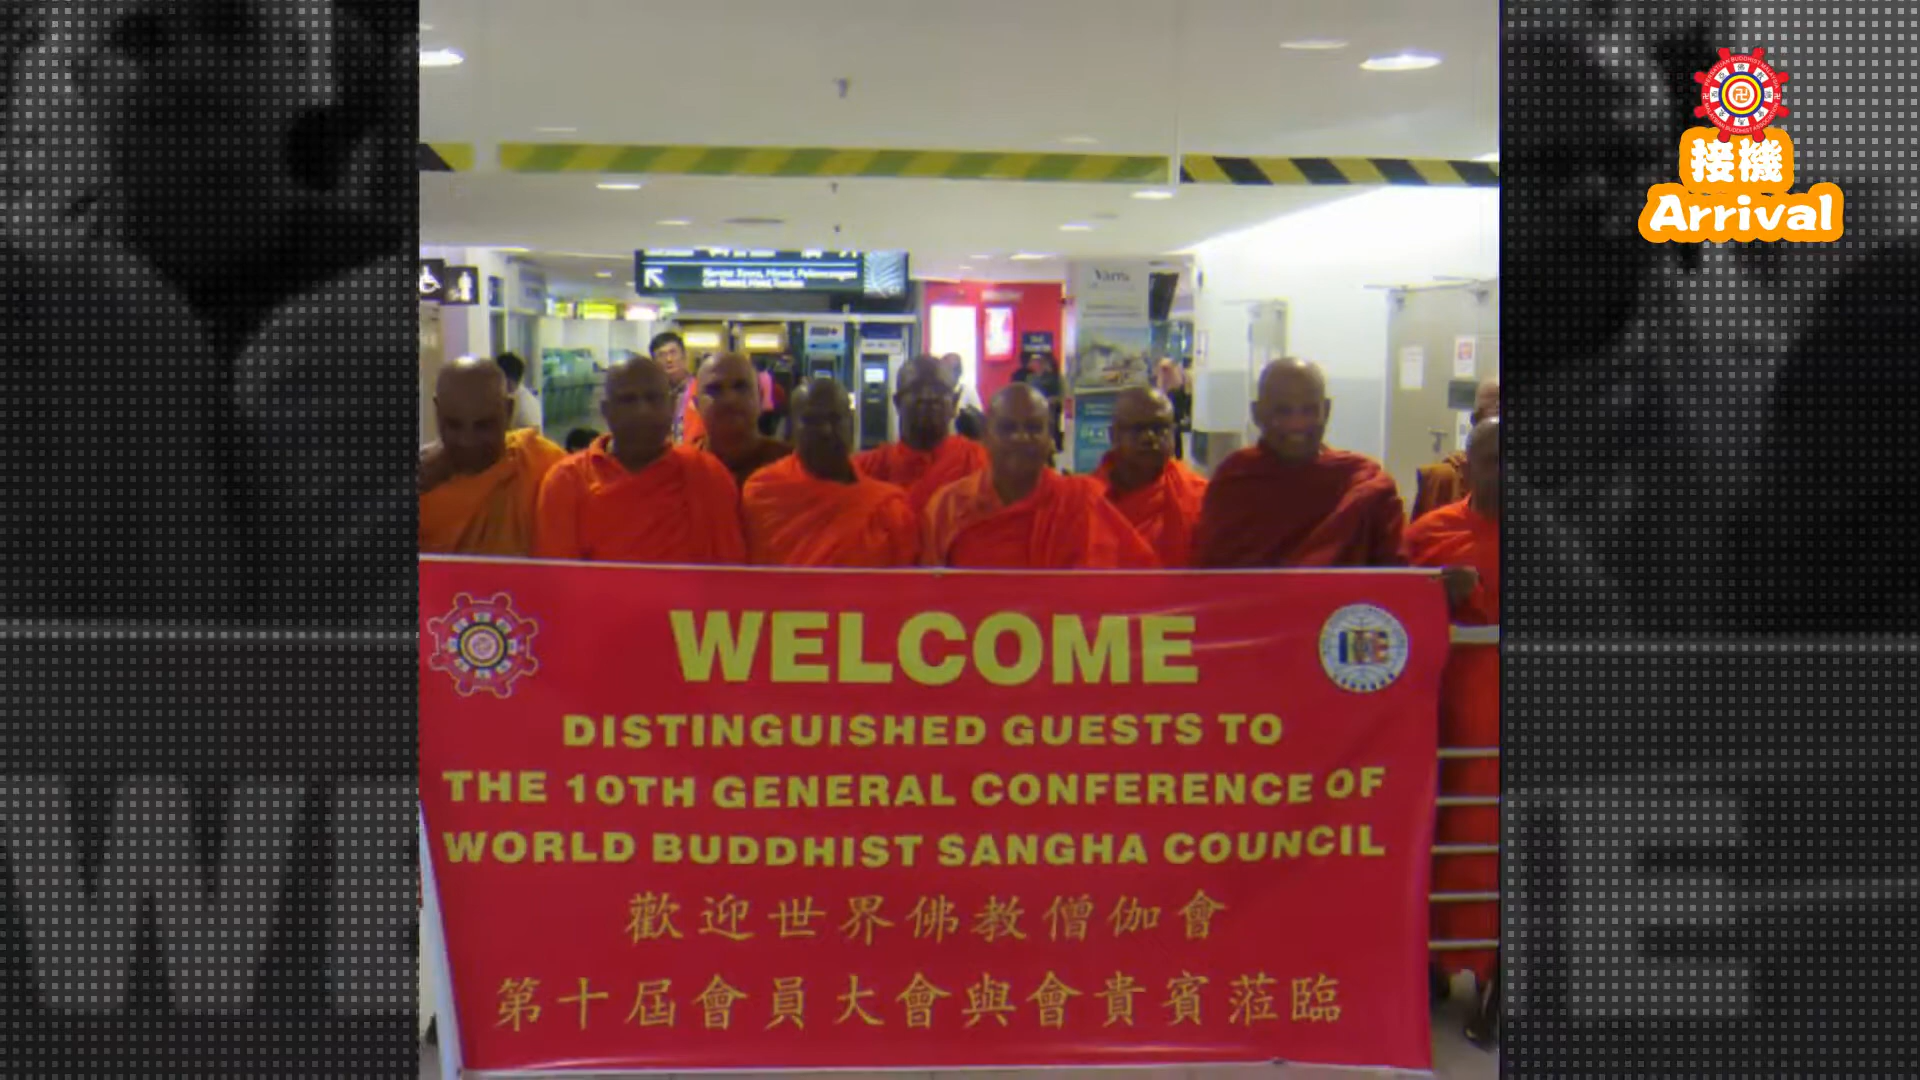 接機
Arrival
Yarra
WELCOME
DISTINGUISHED GUESTS TO
THE 10TH GENERAL CONFERENCE OF
WORLD BUDDHIST SANGHA COUNCIL
歡迎世界佛教僧伽會
第十屆會員大會與會貴賓蒞臨